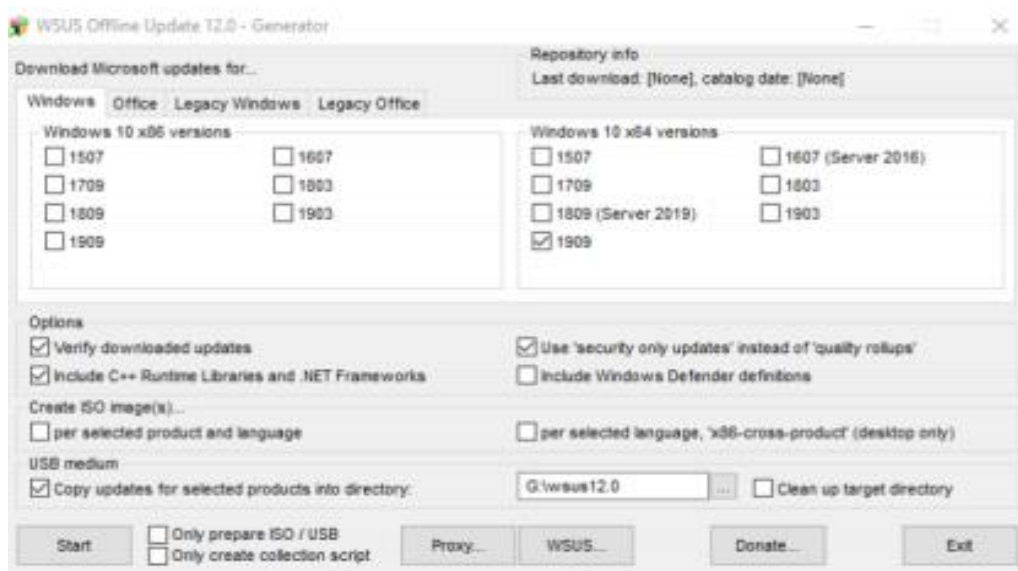 WSUS Offline Update 12.0 - Generator
Download Microsoft updates for...
Repository info
Last download: [None], catalog date: [None]
Windows Office Legacy Windows Legacy Office
Windows 10 x86 versions
1507 1607
1709 1803
1809 1903
1909
Windows 10 x64 versions
1507 1607 (Server 2016)
1709 1803
1809 (Server 2019) 1903
1909
Options
Verify downloaded updates Use 'security only updates' instead of 'quality rollups'
Include C++ Runtime Libraries and .NET Frameworks Include Windows Defender definitions
Create ISO image(s)...
per selected product and language per selected language, 'x86-cross-product' (desktop only)
USB medium
Copy updates for selected products into directory: G:\wsus12.0 ... Clean up target directory
Start Only prepare ISO / USB Proxy... WSUS... Donate... Exit
Only create collection script